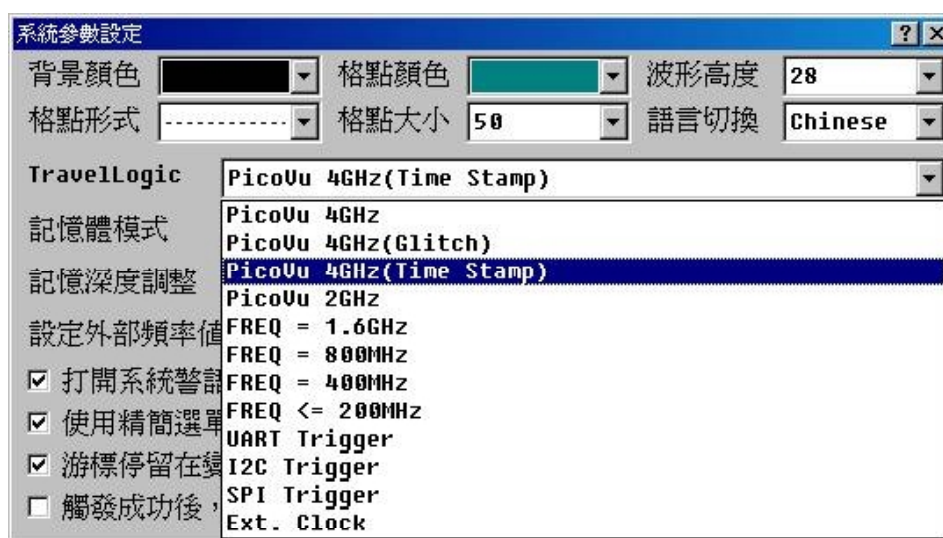 系統參數設定
背景顏色 格點顏色 波形高度 28
格點形式 格點大小 50 語言切換 Chinese
TravelLogic PicoVu 4GHz(Time Stamp)
PicoVu 4GHz
記憶體模式
PicoVu 4GHz(Glitch)
PicoVu 4GHz(Time Stamp)
記憶深度調整
PicoVu 2GHz
設定外部頻率值
FREQ = 1.6GHz
FREQ = 800MHz
打開系統警語
FREQ = 400MHz
使用精簡選單
FREQ <= 200MHz
UART Trigger
游標停留在變
I2C Trigger
SPI Trigger
觸發成功後，
Ext. Clock